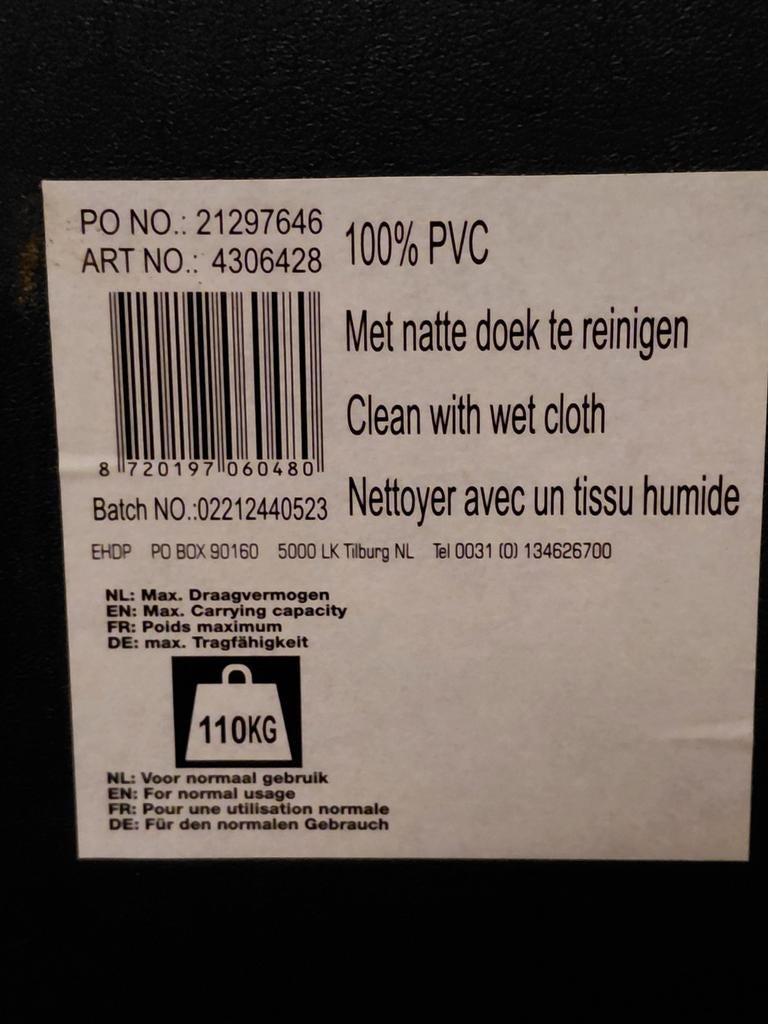 PO NO.: 21297646
ART NO.: 4306428
8 720197 060480
Batch NO.:02212440523
100% PVC
Met natte doek te reinigen
Clean with wet cloth
Nettoyer avec un tissu humide
EHDP PO BOX 90160 5000 LK Tilburg NL Tel 0031 (0) 134626700
NL: Max. Draagvermogen
EN: Max. Carrying capacity
FR: Poids maximum
DE: max. Tragfähigkeit
110KG
NL: Voor normaal gebruik
EN: For normal usage
FR: Pour une utilisation normale
DE: Für den normalen Gebrauch